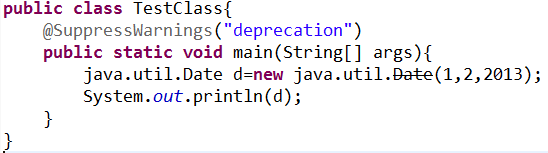 public class TestClass{
@SuppressWarnings("deprecation")
public static void main(String[] args){
java.util.Date d=new java.util.Date(1,2,2013);
System.out.println(d);
}
}